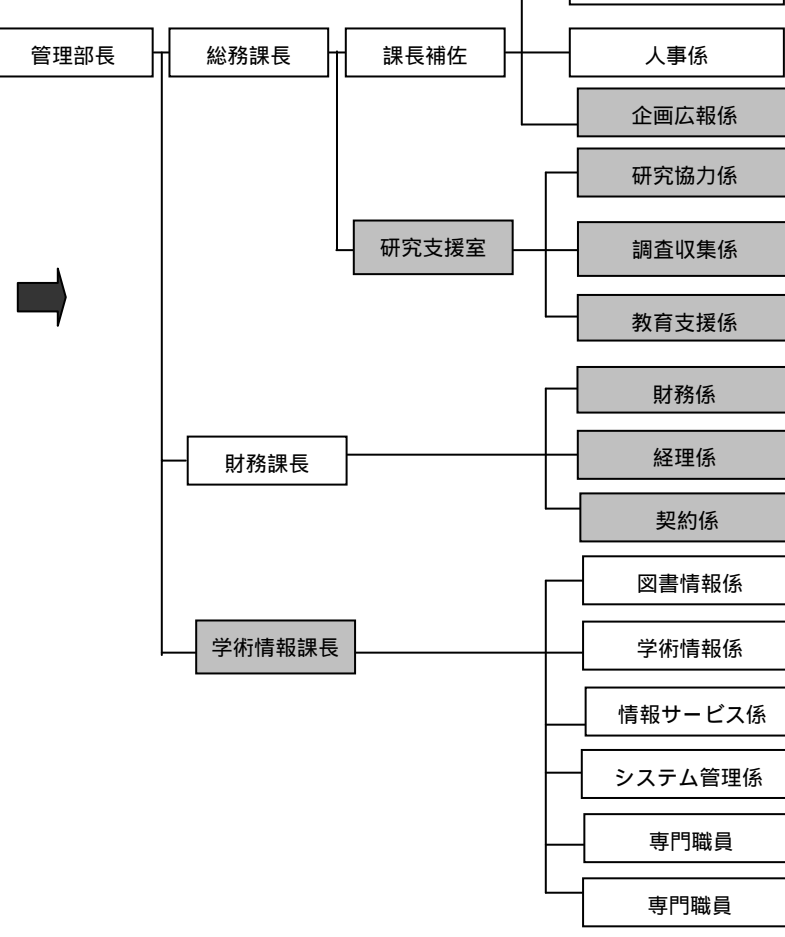 管理部長
総務課長
課長補佐
人事係
企画広報係
研究協力係
研究支援室
調査収集係
教育支援係
財務係
財務課長
経理係
契約係
図書情報係
学術情報課長
学術情報係
情報サービス係
システム管理係
専門職員
専門職員